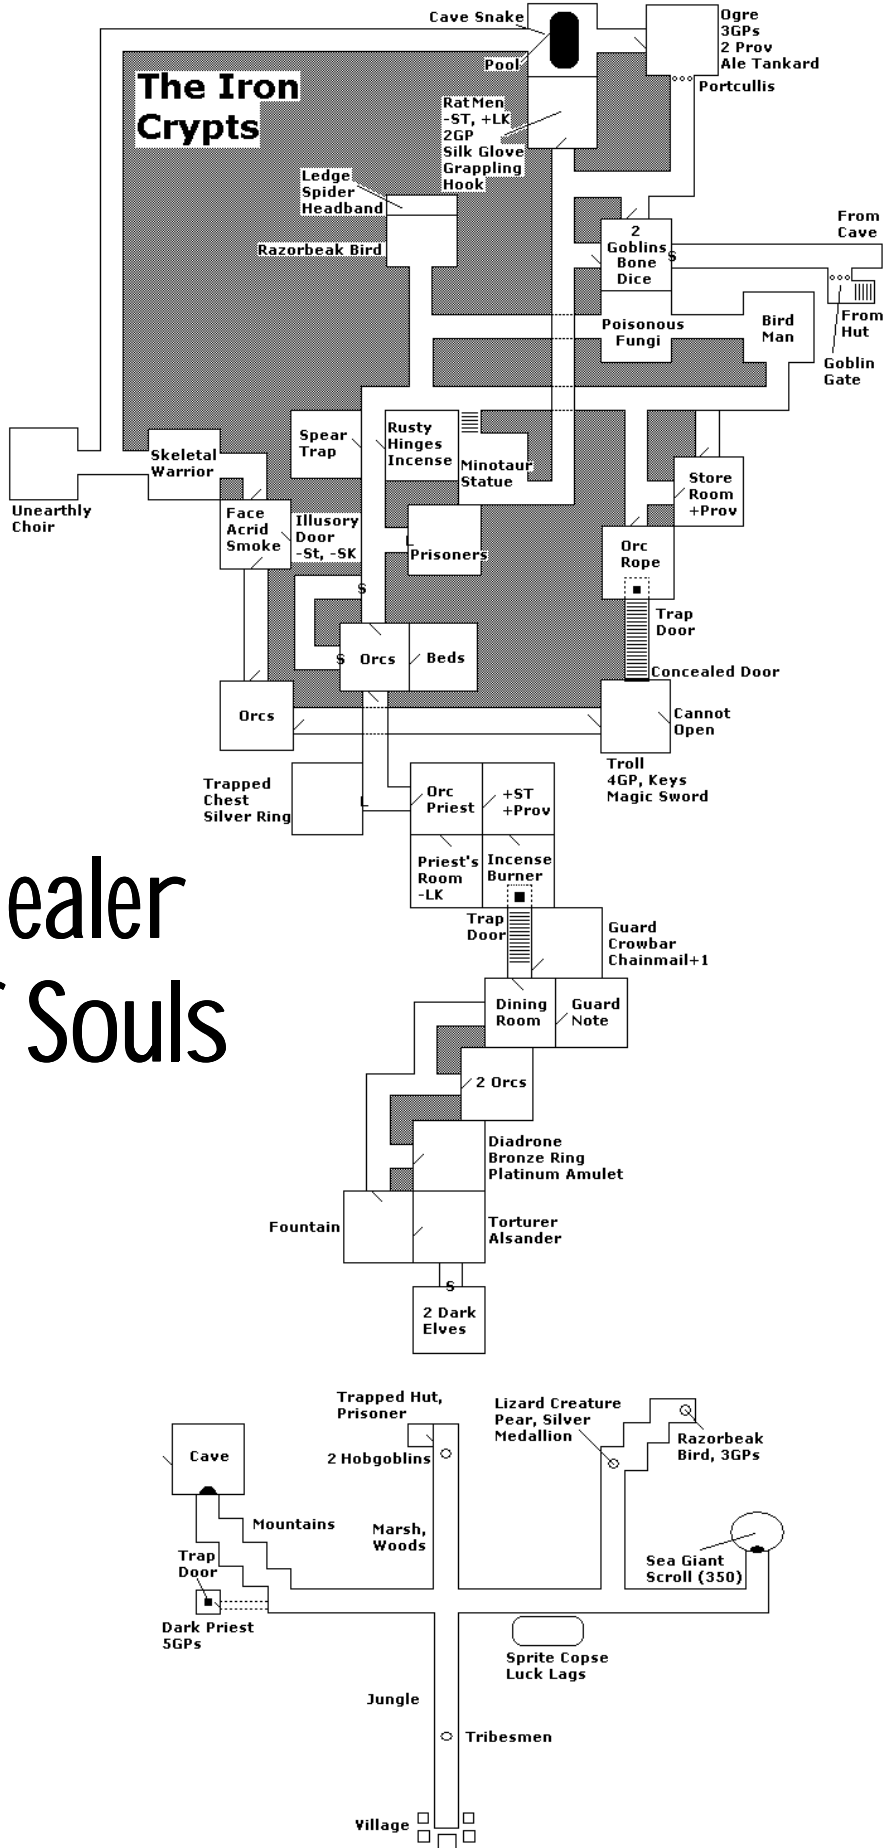 Cave Snake
Pool
Ogre
3GPs
2 Prov
Ale Tankard
Portcullis
The Iron
Crypts
RatMen
-ST, +LK
2GP
Silk Glove
Grappling
Hook
Ledge
Spider
Headband
Razorbeak Bird
2
Goblins
Bone
Dice
S
From
Cave
From
Hut
Goblin
Gate
Poisonous
Fungi
Bird
Man
Spear
Trap
Rusty
Hinges
Incense
Minotaur
Statue
Skeletal
Warrior
Unearthly
Choir
Face
Acrid
Smoke
Illusory
Door
-St, -SK
L
Prisoners
Store
Room
+Prov
Orc
Rope
Trap
Door
Concealed Door
S
S
Orcs
Beds
Orcs
Cannot
Open
Troll
4GP, Keys
Magic Sword
Trapped
Chest
Silver Ring
L
Orc
Priest
+ST
+Prov
Priest's
Room
-LK
Incense
Burner
ealer
Souls
Trap
Door
Guard
Crowbar
Chainmail+1
Dining
Room
Guard
Note
2 Orcs
Diadrone
Bronze Ring
Platinum Amulet
Fountain
Torturer
Alsander
S
2 Dark
Elves
Trapped Hut,
Prisoner
2 Hobgoblins
Lizard Creature
Pear, Silver
Medallion
Razorbeak
Bird, 3GPs
Cave
Mountains
Marsh,
Woods
Trap
Door
Sea Giant
Scroll (350)
Dark Priest
5GPs
Sprite Copse
Luck Lags
Jungle
Tribesmen
Village